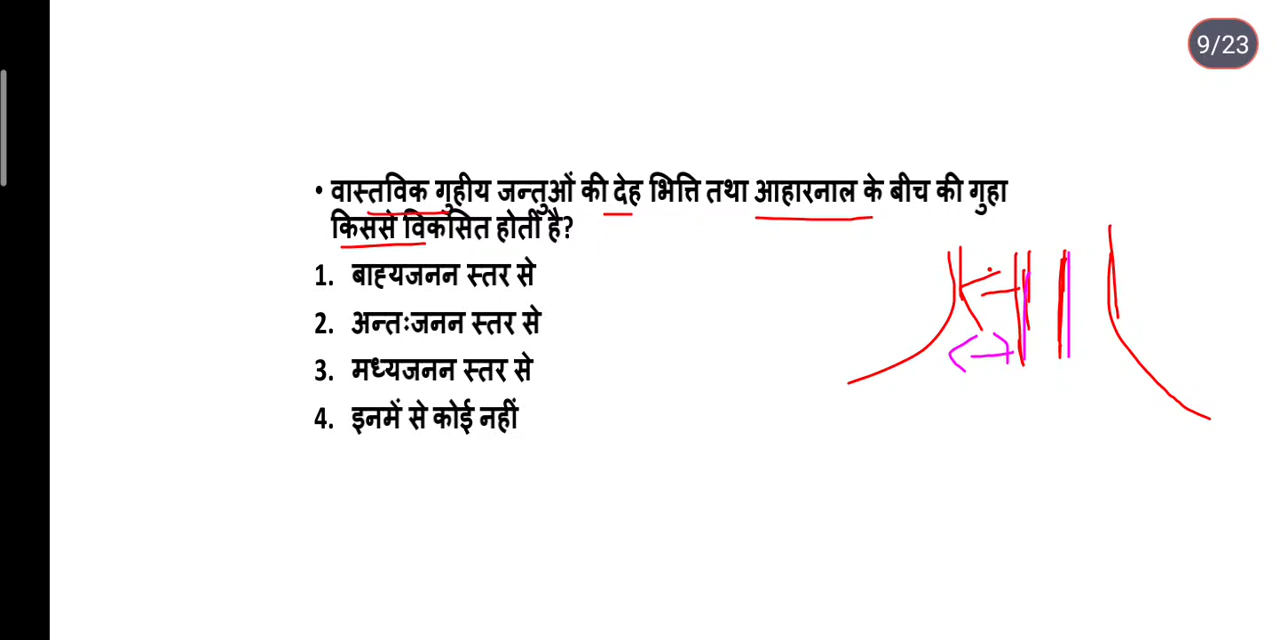 9/23
• वास्तविक गुहीय जन्तुओं की देह भित्ति तथा आहारनाल के बीच की गुहा
किससे विकसित होती है?
1. बाह्यजनन स्तर से
2. अन्तःजनन स्तर से
3. मध्यजनन स्तर से
4. इनमें से कोई नहीं